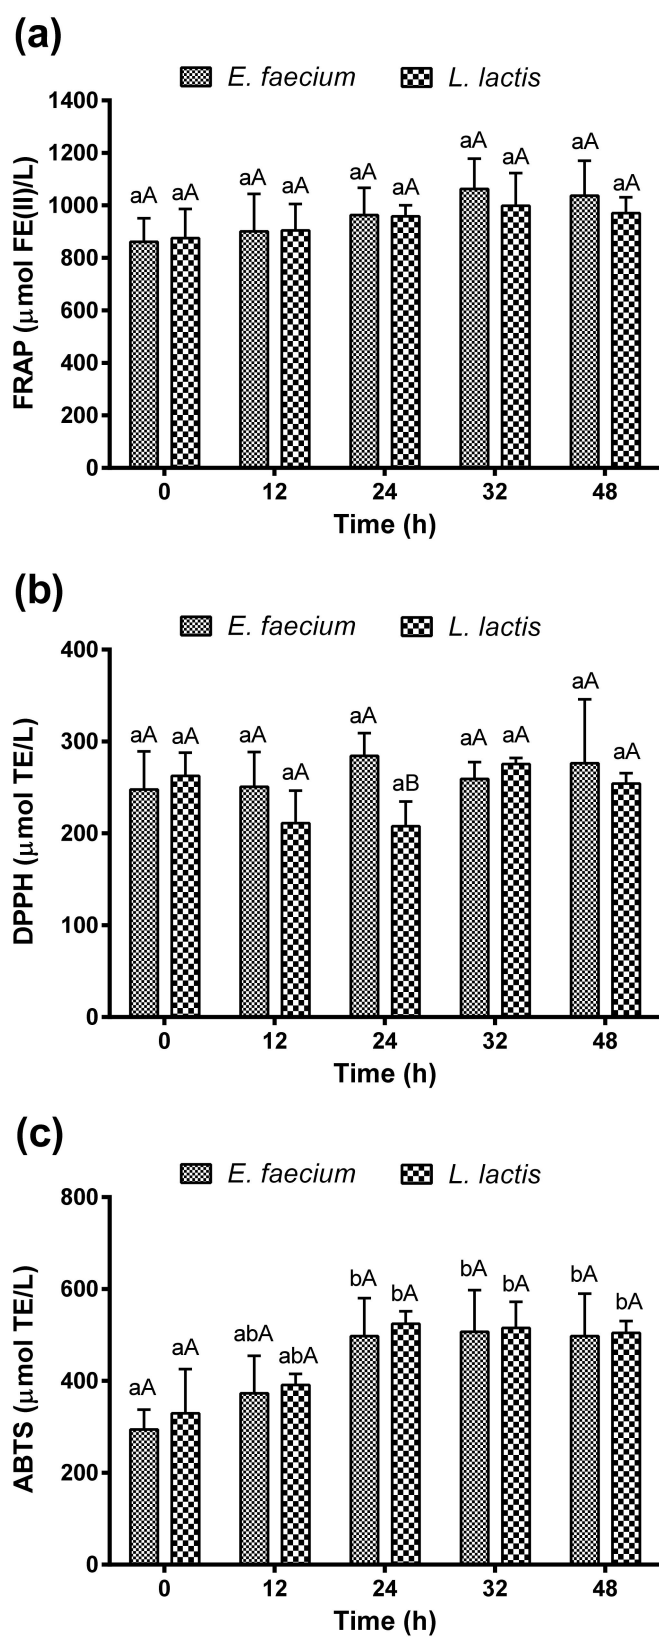 (a)
E. faecium L. lactis
1400
1200
1000
800
600
400
200
0
FRAP (μmol FE(II)/L)
aA aA aA aA aA aA aA aA aA aA
0 12 24 32 48
Time (h)
(b)
E. faecium L. lactis
400
300
200
100
0
DPPH (μmol TE/L)
aA aA aA aA aA aB aA aA aA aA
0 12 24 32 48
Time (h)
(c)
E. faecium L. lactis
800
600
400
200
0
ABTS (μmol TE/L)
aA aA abA abA bA bA bA bA bA bA
0 12 24 32 48
Time (h)